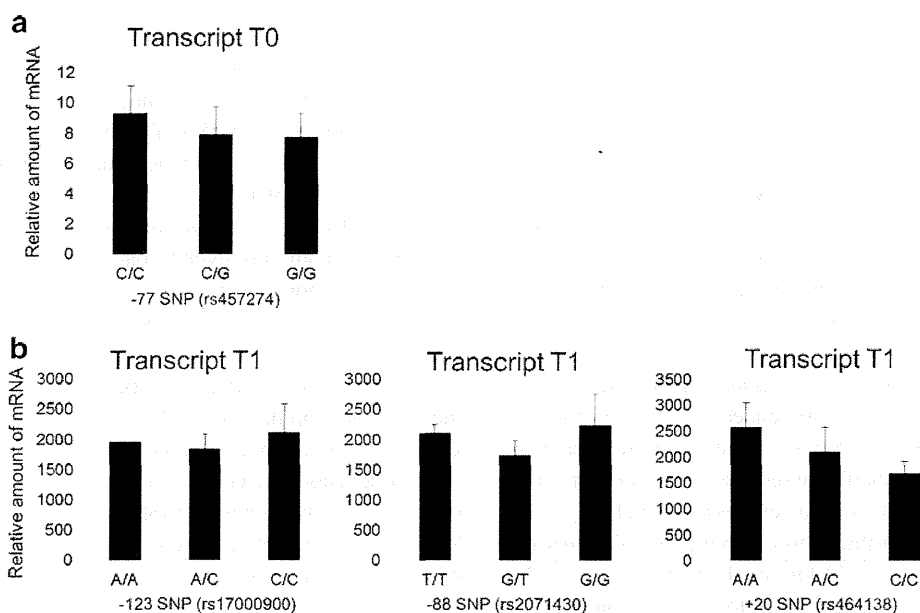 a
Transcript T0
Relative amount of mRNA
12
10
8
6
4
2
0
C/C C/G G/G
-77 SNP (rs457274)
b
Transcript T1
Relative amount of mRNA
3000
2500
2000
1500
1000
500
0
A/A A/C C/C
-123 SNP (rs17000900)
Transcript T1
3000
2500
2000
1500
1000
500
0
T/T G/T G/G
-88 SNP (rs2071430)
Transcript T1
3500
3000
2500
2000
1500
1000
500
0
A/A A/C C/C
+20 SNP (rs464138)